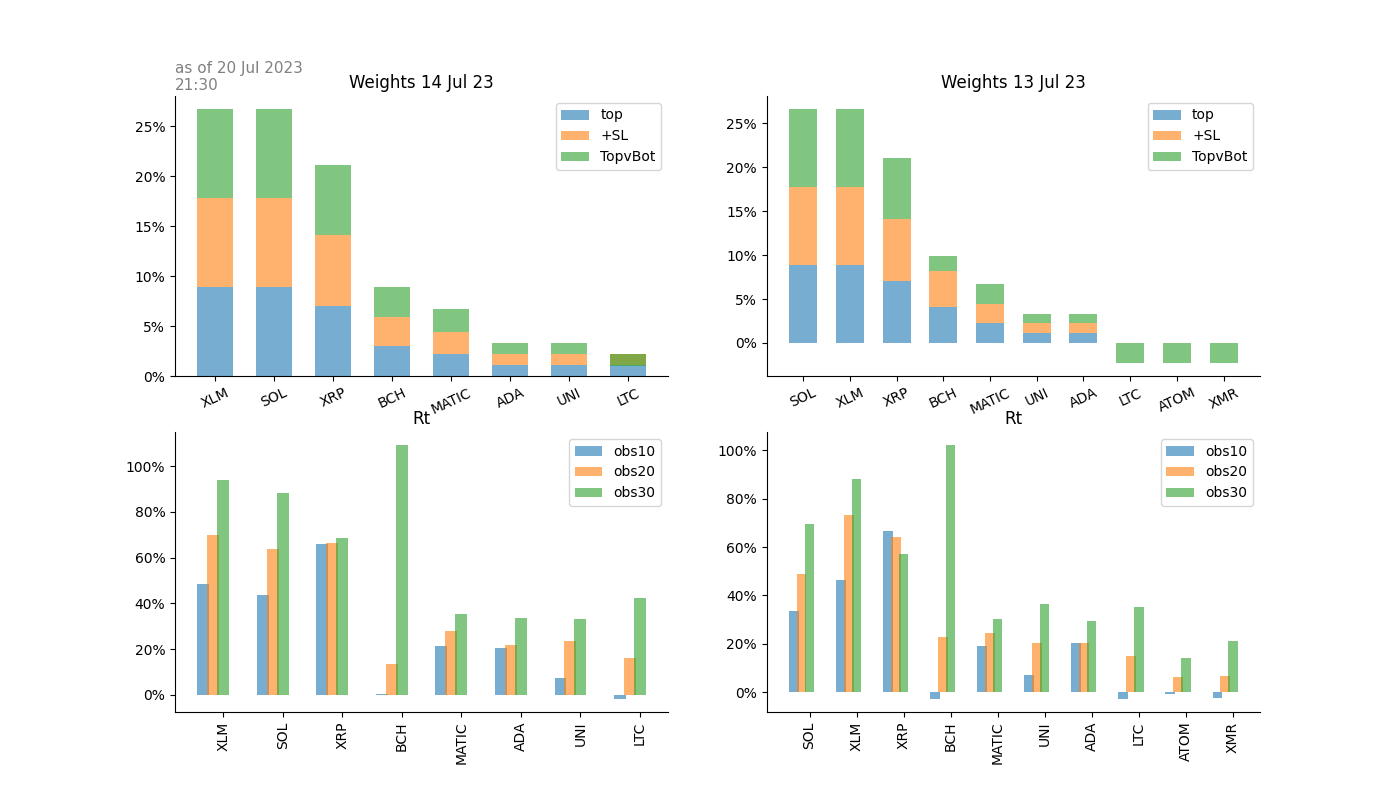 as of 20 Jul 2023
21:30
Weights 14 Jul 23
25%
20%
15%
10%
5%
0%
top
+SL
TopvBot
XLM
SOL
XRP
BCH
MATIC
ADA
UNI
LTC
Weights 13 Jul 23
25%
20%
15%
10%
5%
0%
top
+SL
TopvBot
SOL
XLM
XRP
BCH
MATIC
UNI
ADA
LTC
ATOM
XMR
Rt
100%
80%
60%
40%
20%
0%
obs10
obs20
obs30
XLM
SOL
XRP
BCH
MATIC
ADA
UNI
LTC
Rt
100%
80%
60%
40%
20%
0%
obs10
obs20
obs30
SOL
XLM
XRP
BCH
MATIC
UNI
ADA
LTC
ATOM
XMR